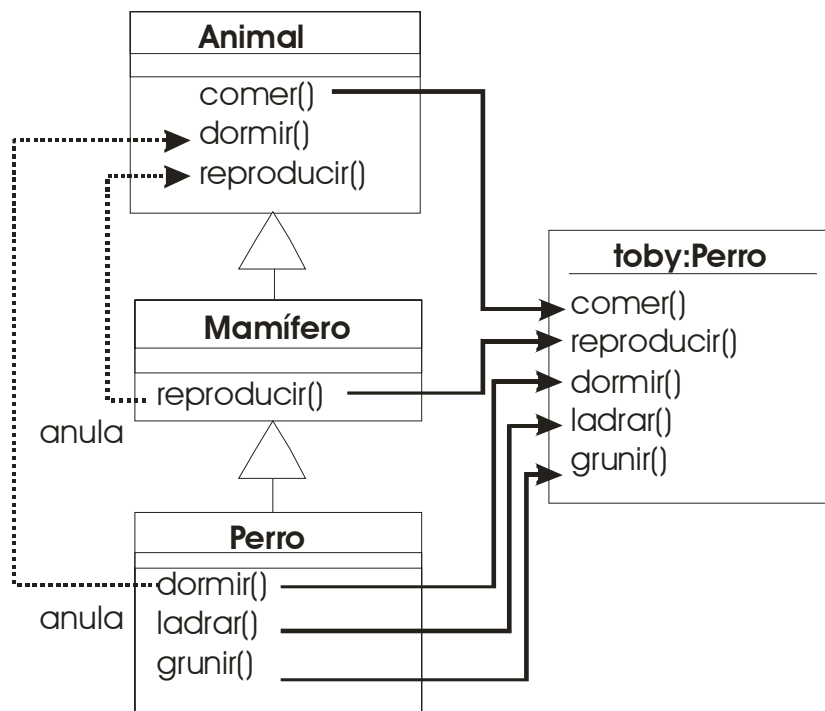 Animal
comer()
dormir()
reproducir()
Mamífero
reproducir()
anula
Perro
dormir()
anula
ladrar()
grunir()
toby:Perro
comer()
reproducir()
dormir()
ladrar()
grunir()